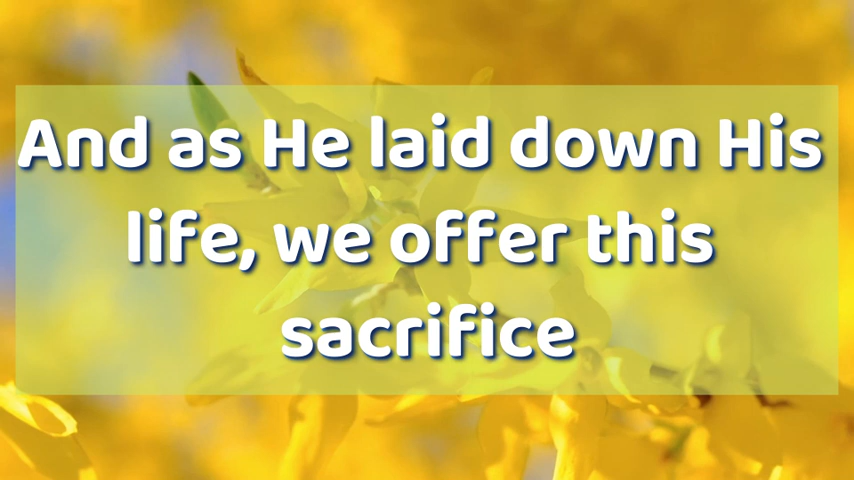 And as He laid down His
life, we offer this
sacrifice